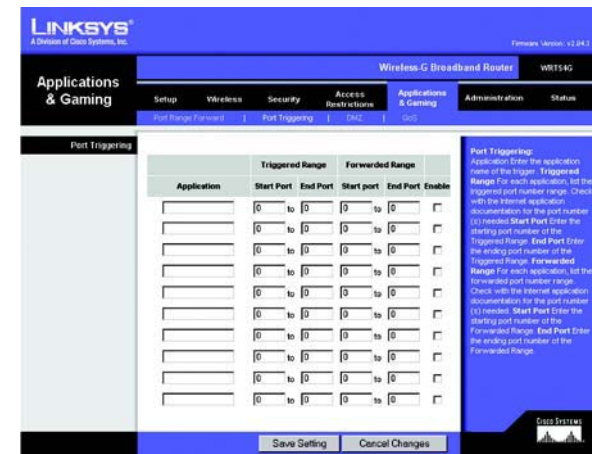 LINKSYS®
A Division of Cisco Systems, Inc.
Firmware Version: v2.04.3
Wireless-G Broadband Router WRT54G
Applications & Gaming
Setup Wireless Security Access Restrictions Applications & Gaming Administration Status
Port Range Forward | Port Triggering | DMZ | QoS
Port Triggering
Triggered Range Forwarded Range
Application Start Port End Port Start port End Port Enable
0 to 0 0 to 0
0 to 0 0 to 0
0 to 0 0 to 0
0 to 0 0 to 0
0 to 0 0 to 0
0 to 0 0 to 0
0 to 0 0 to 0
0 to 0 0 to 0
0 to 0 0 to 0
0 to 0 0 to 0
Port Triggering:
Application Enter the application
name of the trigger. Triggered
Range For each application, list the
triggered port number range. Check
with the Internet application
documentation for the port number
(s) needed. Start Port Enter the
starting port number of the
Triggered Range. End Port Enter
the ending port number of the
Triggered Range. Forwarded
Range For each application, list the
forwarded port number range.
Check with the Internet application
documentation for the port number
(s) needed. Start Port Enter the
starting port number of the
Forwarded Range. End Port Enter
the ending port number of the
Forwarded Range.
Save Setting Cancel Changes
CISCO SYSTEMS